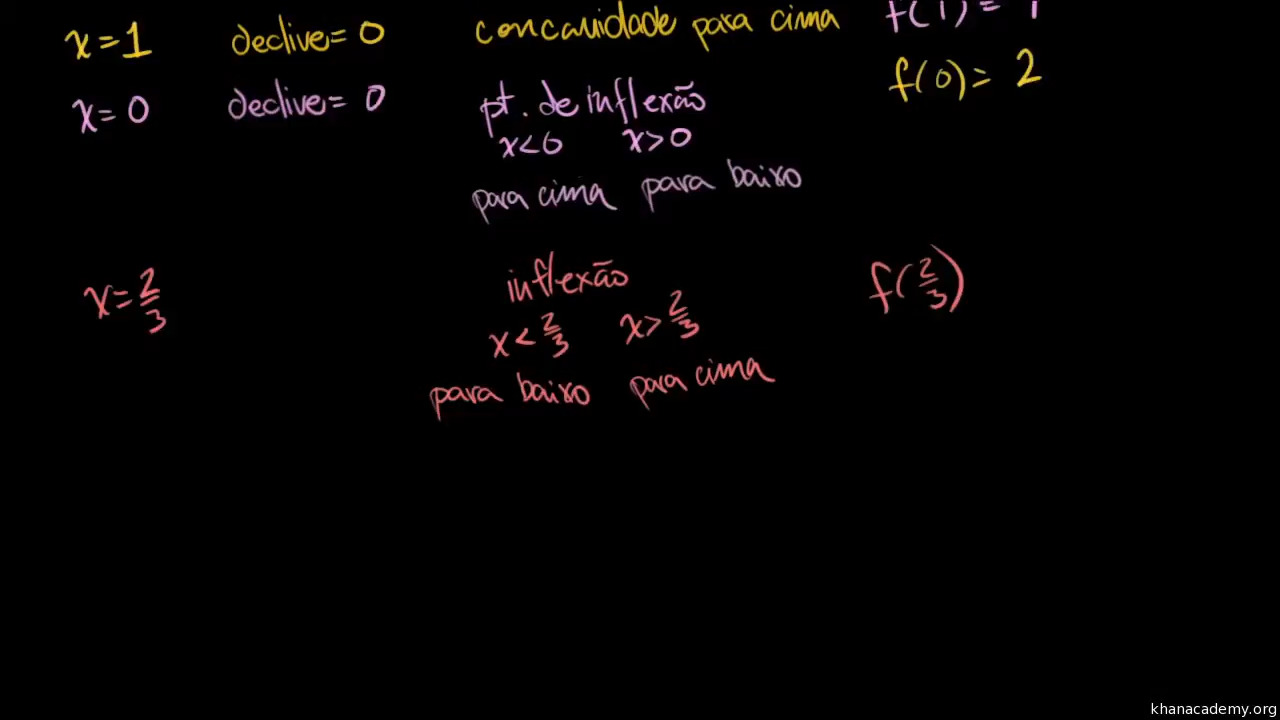 x=1 declive=0 concavidade para cima f(1)=1
x=0 declive=0 pt. de inflexão f(0)=2
x<0 x>0
para cima para baixo
x=2/3 inflexão f(2/3)
x<2/3 x>2/3
para baixo para cima
khanacademy.org